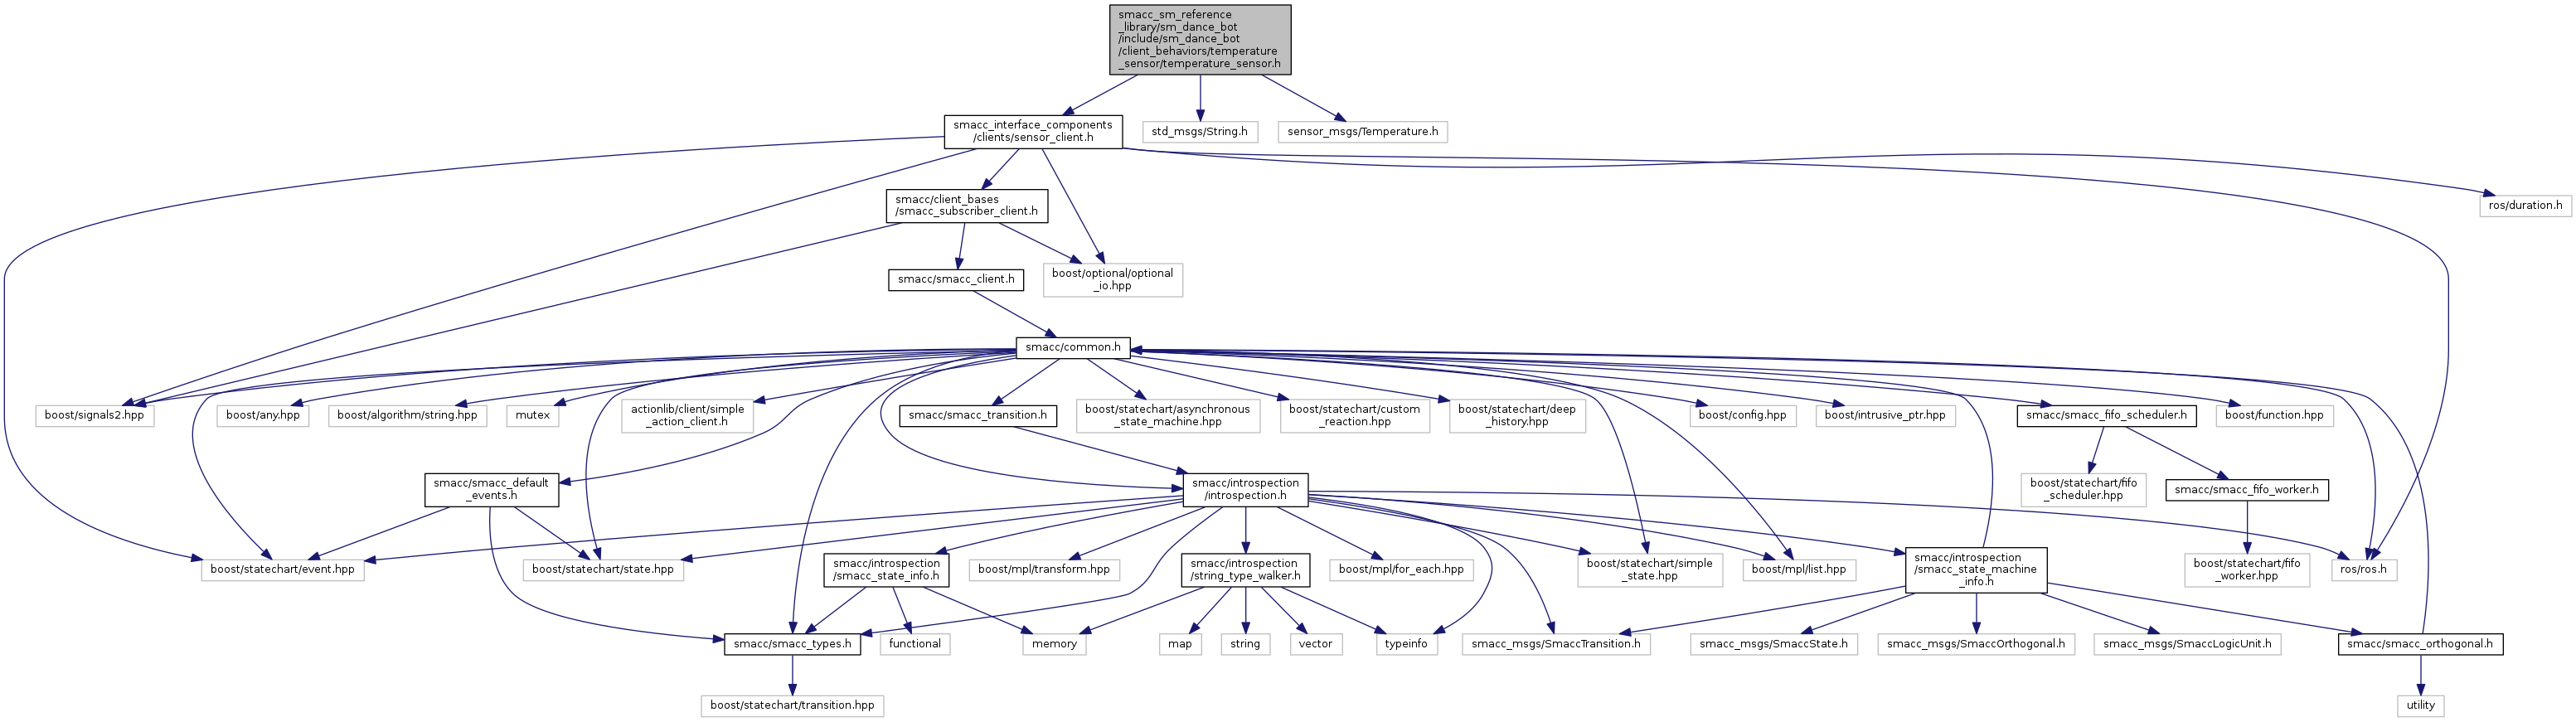 smacc_sm_reference
_library/sm_dance_bot
/include/sm_dance_bot
/client_behaviors/temperature
_sensor/temperature_sensor.h
smacc_interface_components
/clients/sensor_client.h
std_msgs/String.h
sensor_msgs/Temperature.h
smacc/client_bases
/smacc_subscriber_client.h
ros/duration.h
smacc/smacc_client.h
boost/optional/optional
_io.hpp
smacc/common.h
boost/signals2.hpp
boost/any.hpp
boost/algorithm/string.hpp
mutex
actionlib/client/simple
_action_client.h
smacc/smacc_transition.h
boost/statechart/asynchronous
_state_machine.hpp
boost/statechart/custom
_reaction.hpp
boost/statechart/deep
_history.hpp
boost/config.hpp
boost/intrusive_ptr.hpp
smacc/smacc_fifo_scheduler.h
boost/function.hpp
smacc/smacc_default
_events.h
smacc/introspection
/introspection.h
boost/statechart/fifo
_scheduler.hpp
smacc/smacc_fifo_worker.h
boost/statechart/event.hpp
boost/statechart/state.hpp
smacc/introspection
/smacc_state_info.h
boost/mpl/transform.hpp
smacc/introspection
/string_type_walker.h
boost/mpl/for_each.hpp
boost/statechart/simple
_state.hpp
boost/mpl/list.hpp
smacc/introspection
/smacc_state_machine
_info.h
boost/statechart/fifo
_worker.hpp
ros/ros.h
smacc/smacc_types.h
functional
memory
map
string
vector
typeinfo
smacc_msgs/SmaccTransition.h
smacc_msgs/SmaccState.h
smacc_msgs/SmaccOrthogonal.h
smacc_msgs/SmaccLogicUnit.h
smacc/smacc_orthogonal.h
boost/statechart/transition.hpp
utility